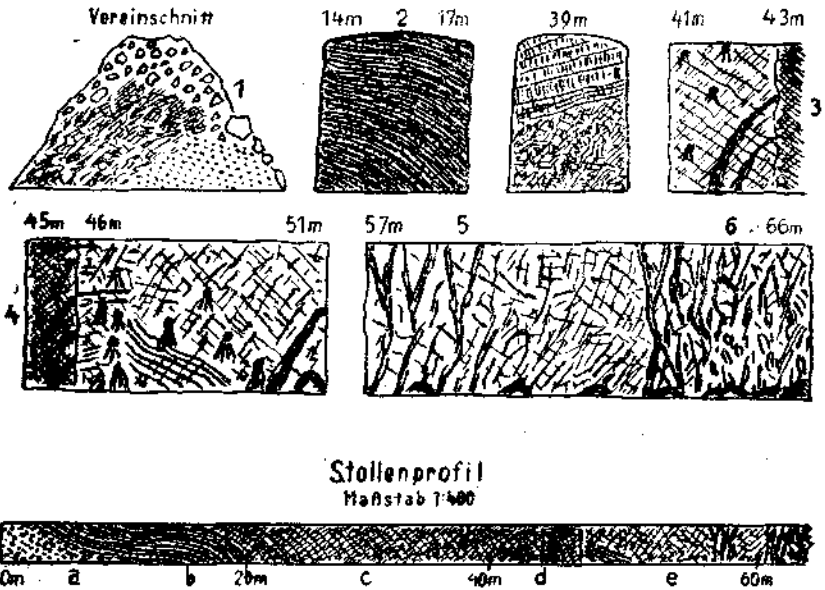 Vereinschnitt 14m 2 17m 39m 41m 43m
1
3
45m 46m 51m 57m 5 6 66m
4
Stollenprofil
Maßstab 1:400
0m a b 20m c 40m d e 60m